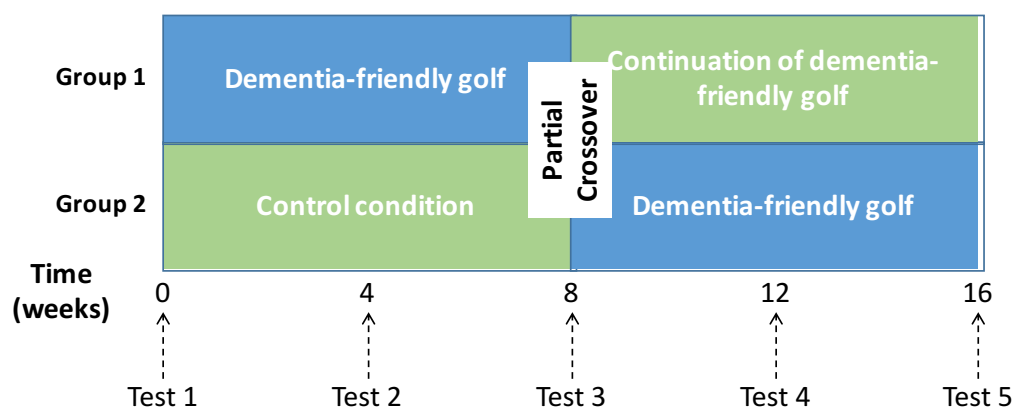 Group 1
Dementia-friendly golf
Continuation of dementia-
friendly golf
Partial
Crossover
Group 2
Control condition
Dementia-friendly golf
Time
(weeks)
0 4 8 12 16
Test 1 Test 2 Test 3 Test 4 Test 5